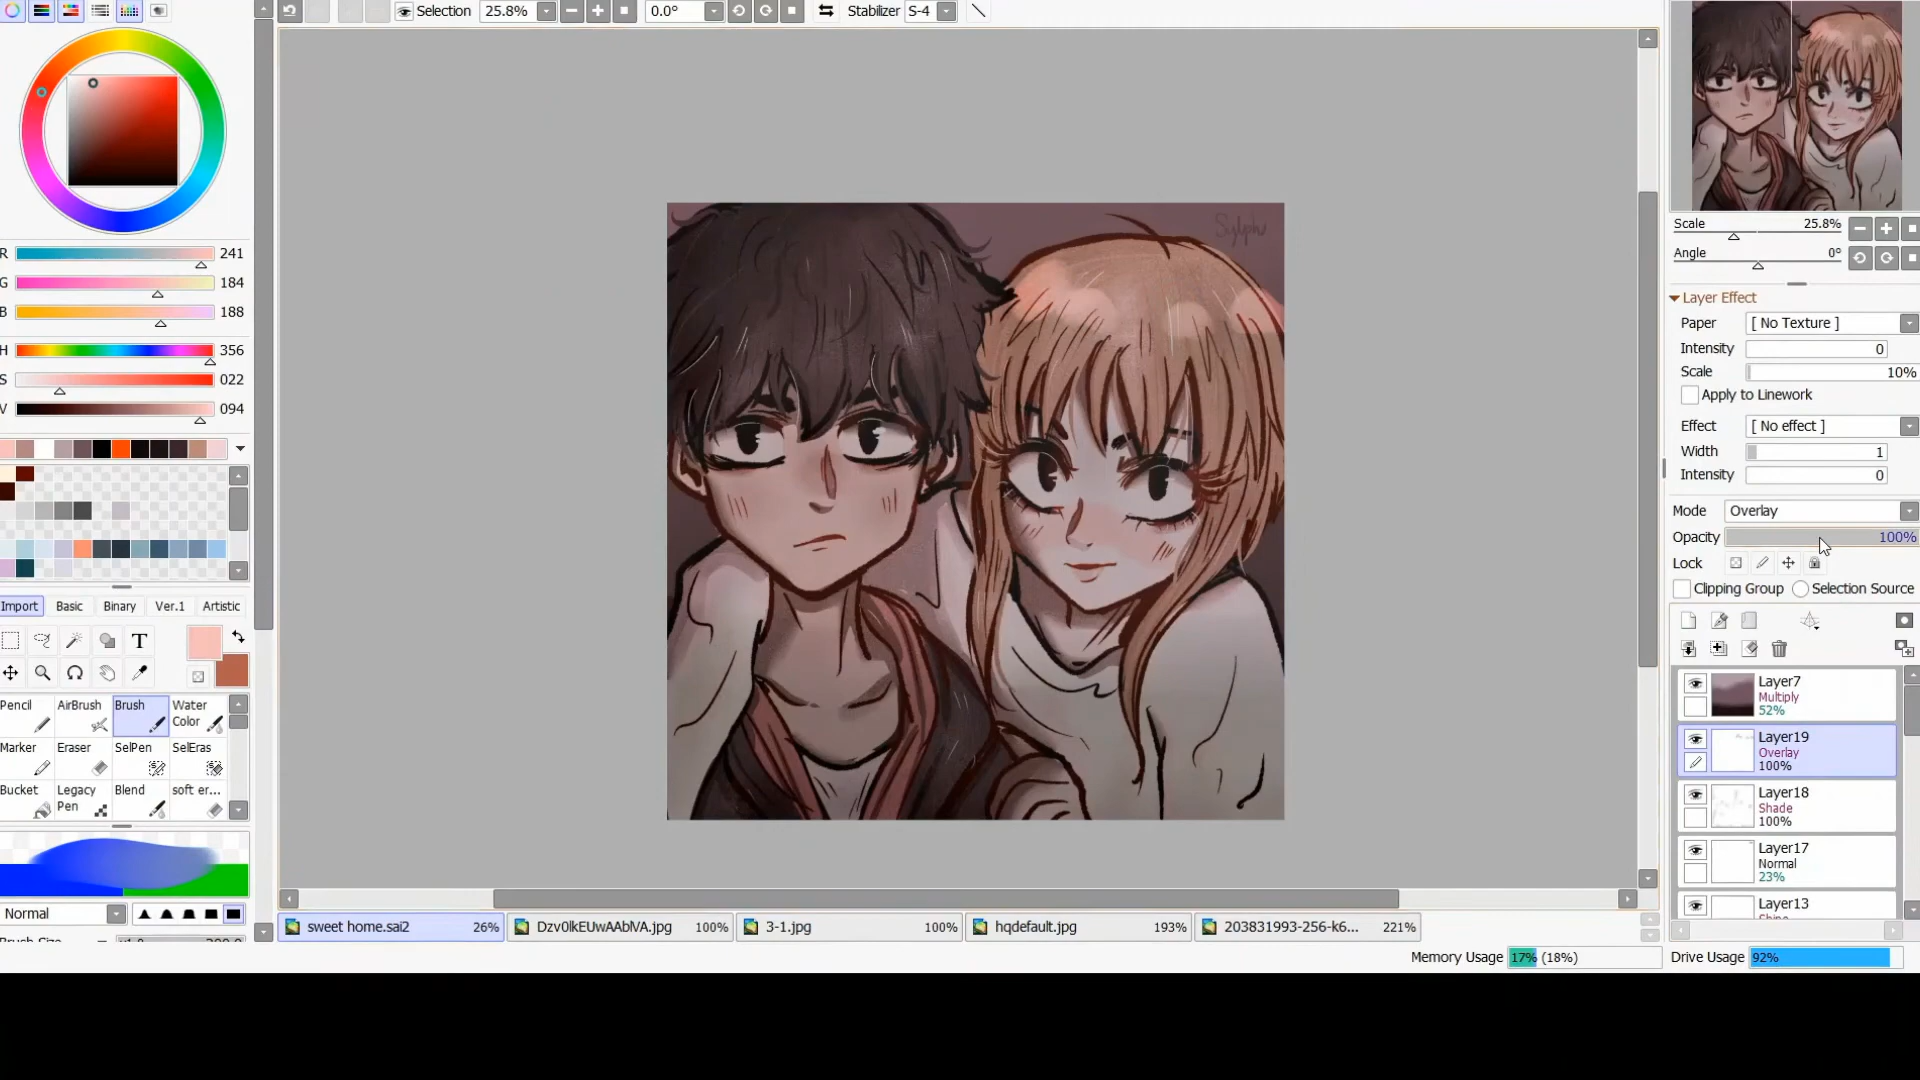 Selection 25.8% 0.0° Stabilizer S-4
R 241
G 184
B 188
H 356
S 022
V 094
Import Basic Binary Ver.1 Artistic
T
Pencil AirBrush Brush Water Color
Marker Eraser SelPen SelEras
Bucket Legacy Pen Blend soft er...
Normal
Sylph
Scale 25.8%
Angle 0°
Layer Effect
Paper [ No Texture ]
Intensity 0
Scale 10%
Apply to Linework
Effect [ No effect ]
Width 1
Intensity 0
Mode Overlay
Opacity 100%
Lock
Clipping Group Selection Source
Layer7
Multiply
52%
Layer19
Overlay
100%
Layer18
Shade
100%
Layer17
Normal
23%
Layer13
sweet home.sai2 26% Dzv0lkEUwAAblVA.jpg 100% 3-1.jpg 100% hqdefault.jpg 193% 203831993-256-k6... 221%
Memory Usage 17% (18%) Drive Usage 92%